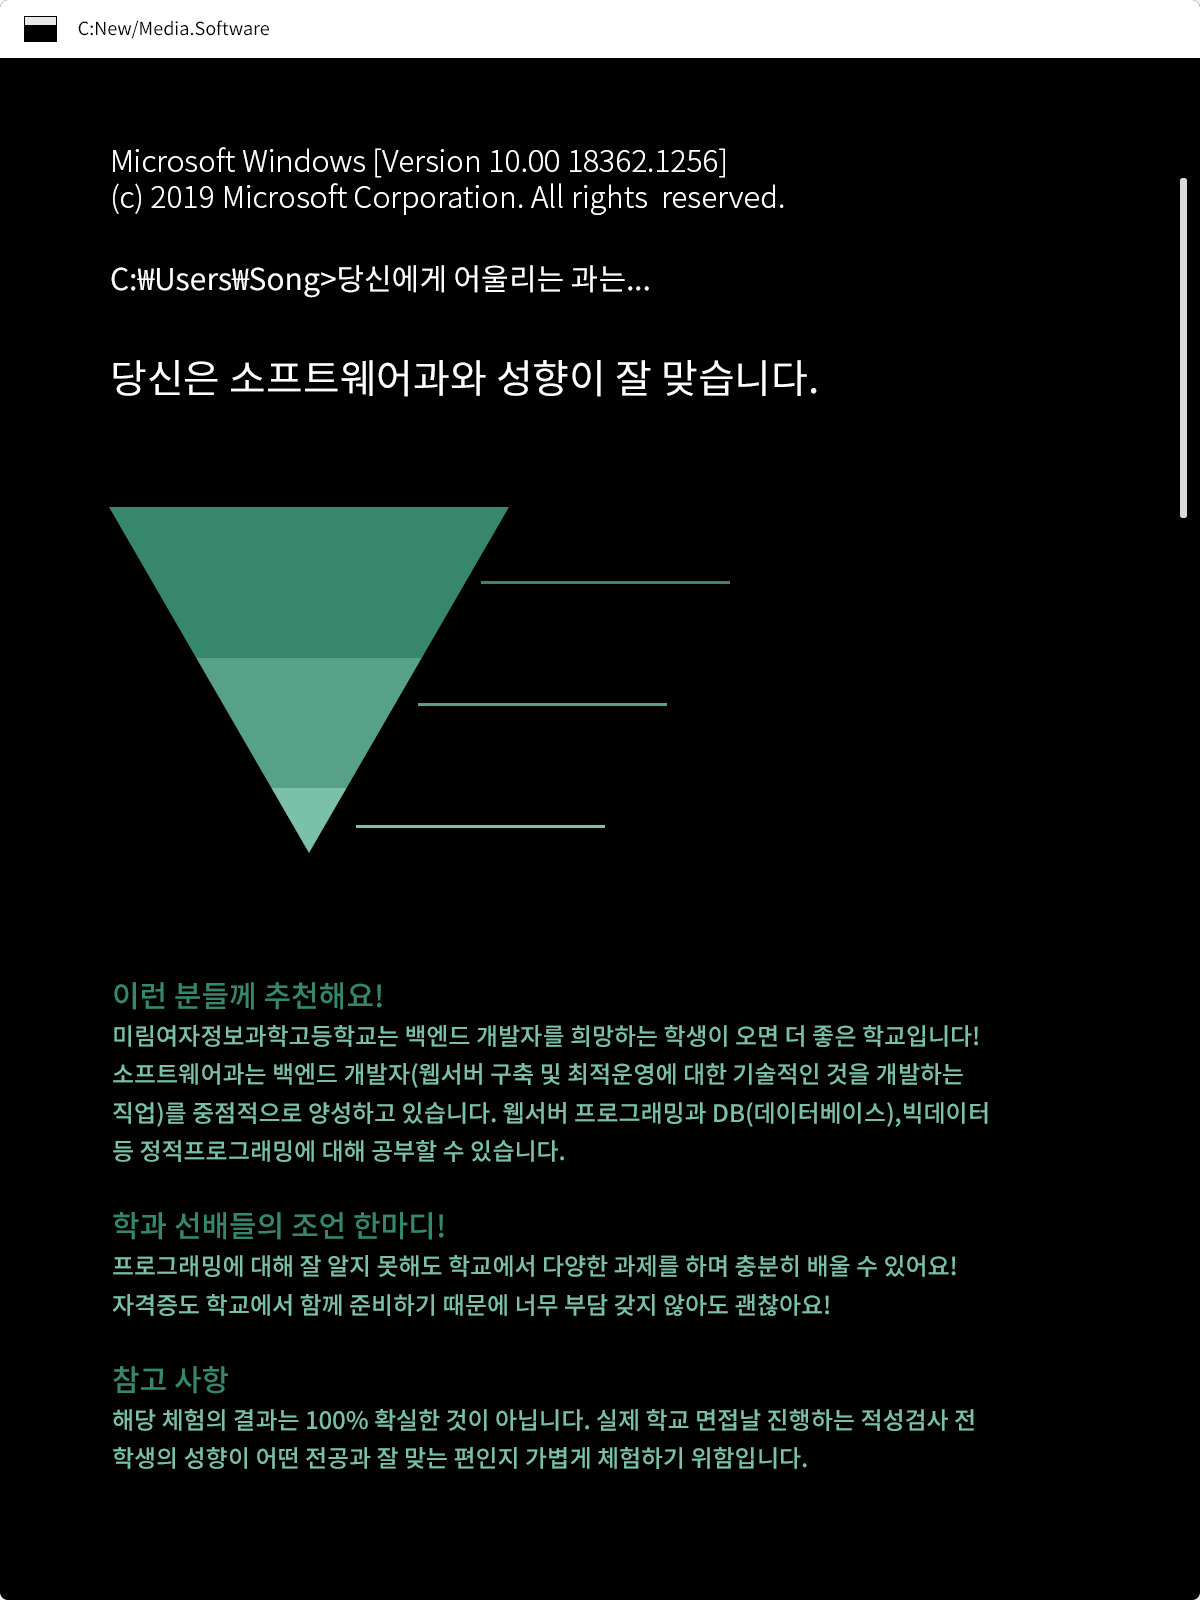 C:New/Media.Software
Microsoft Windows [Version 10.00 18362.1256]
(c) 2019 Microsoft Corporation. All rights  reserved.
C:₩Users₩Song>당신에게 어울리는 과는...
당신은 소프트웨어과와 성향이 잘 맞습니다.
이런 분들께 추천해요!
미림여자정보과학고등학교는 백엔드 개발자를 희망하는 학생이 오면 더 좋은 학교입니다!
소프트웨어과는 백엔드 개발자(웹서버 구축 및 최적운영에 대한 기술적인 것을 개발하는
직업)를 중점적으로 양성하고 있습니다. 웹서버 프로그래밍과 DB(데이터베이스),빅데이터
등 정적프로그래밍에 대해 공부할 수 있습니다.
학과 선배들의 조언 한마디!
프로그래밍에 대해 잘 알지 못해도 학교에서 다양한 과제를 하며 충분히 배울 수 있어요!
자격증도 학교에서 함께 준비하기 때문에 너무 부담 갖지 않아도 괜찮아요!
참고 사항
해당 체험의 결과는 100% 확실한 것이 아닙니다. 실제 학교 면접날 진행하는 적성검사 전
학생의 성향이 어떤 전공과 잘 맞는 편인지 가볍게 체험하기 위함입니다.